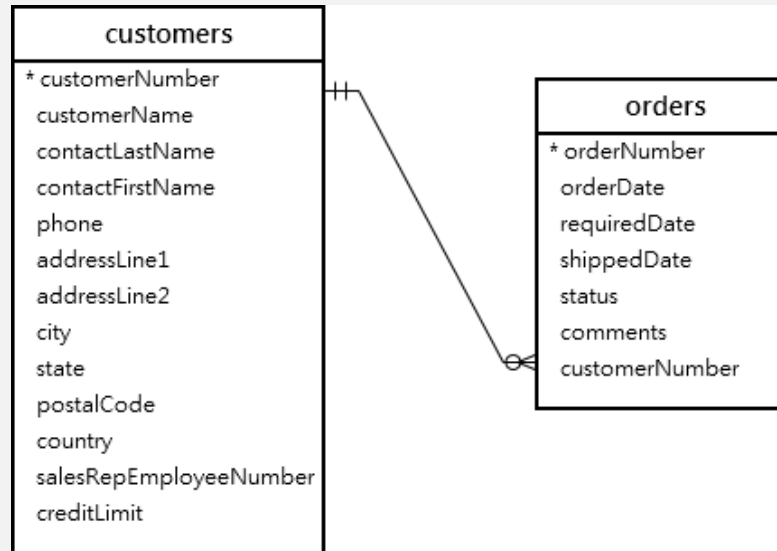 customers
* customerNumber
customerName
contactLastName
contactFirstName
phone
addressLine1
addressLine2
city
state
postalCode
country
salesRepEmployeeNumber
creditLimit
orders
* orderNumber
orderDate
requiredDate
shippedDate
status
comments
customerNumber